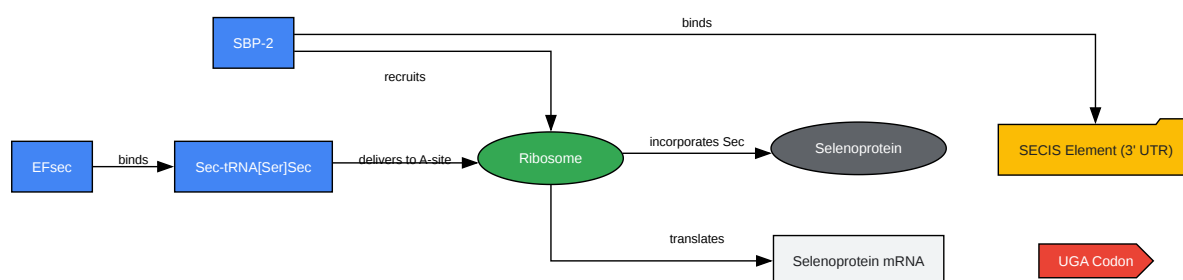 binds
SBP-2
recruits
EFsec
binds
Sec-tRNA[Ser]Sec
delivers to A-site
Ribosome
incorporates Sec
Selenoprotein
SECIS Element (3' UTR)
translates
Selenoprotein mRNA
UGA Codon